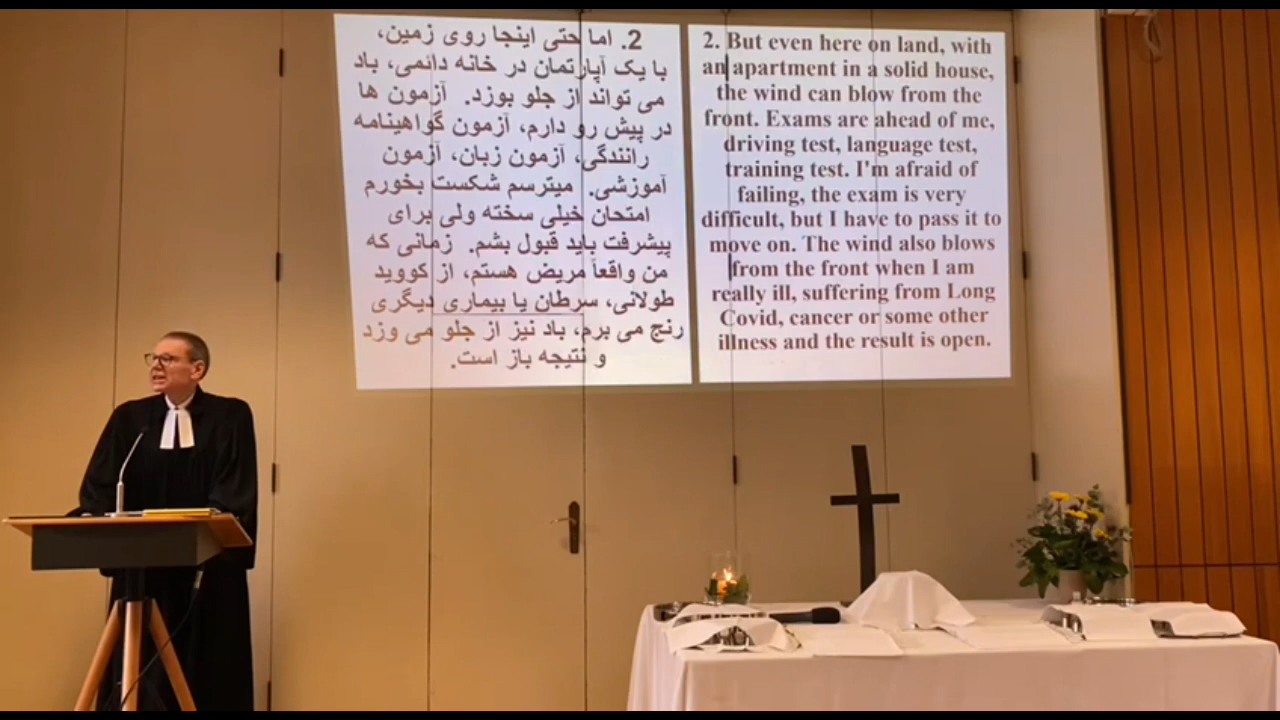 2. اما حتی اینجا روی زمین،
با یک آپارتمان در خانه دائمی، باد
می تواند از جلو بوزد. آزمون ها
در پیش رو دارم، آزمون گواهینامه
رانندگی، آزمون زبان، آزمون
آموزشی. میترسم شکست بخورم
امتحان خیلی سخته ولی برای
پیشرفت باید قبول بشم. زمانی که
من واقعاً مریض هستم، از کووید
طولانی، سرطان یا بیماری دیگری
رنج می برم، باد نیز از جلو می وزد
و نتیجه باز است.
2. But even here on land, with
an apartment in a solid house,
the wind can blow from the
front. Exams are ahead of me,
driving test, language test,
training test. I'm afraid of
failing, the exam is very
difficult, but I have to pass it to
move on. The wind also blows
from the front when I am
really ill, suffering from Long
Covid, cancer or some other
illness and the result is open.